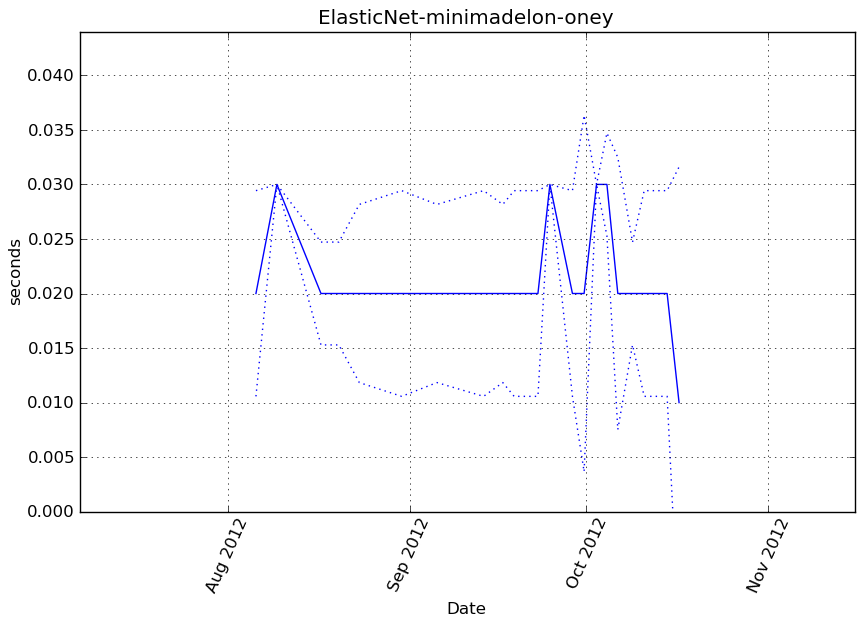 ElasticNet-minimadelon-oney
0.040
0.035
0.030
0.025
0.020
0.015
0.010
0.005
0.000
seconds
Aug 2012
Sep 2012
Oct 2012
Nov 2012
Date